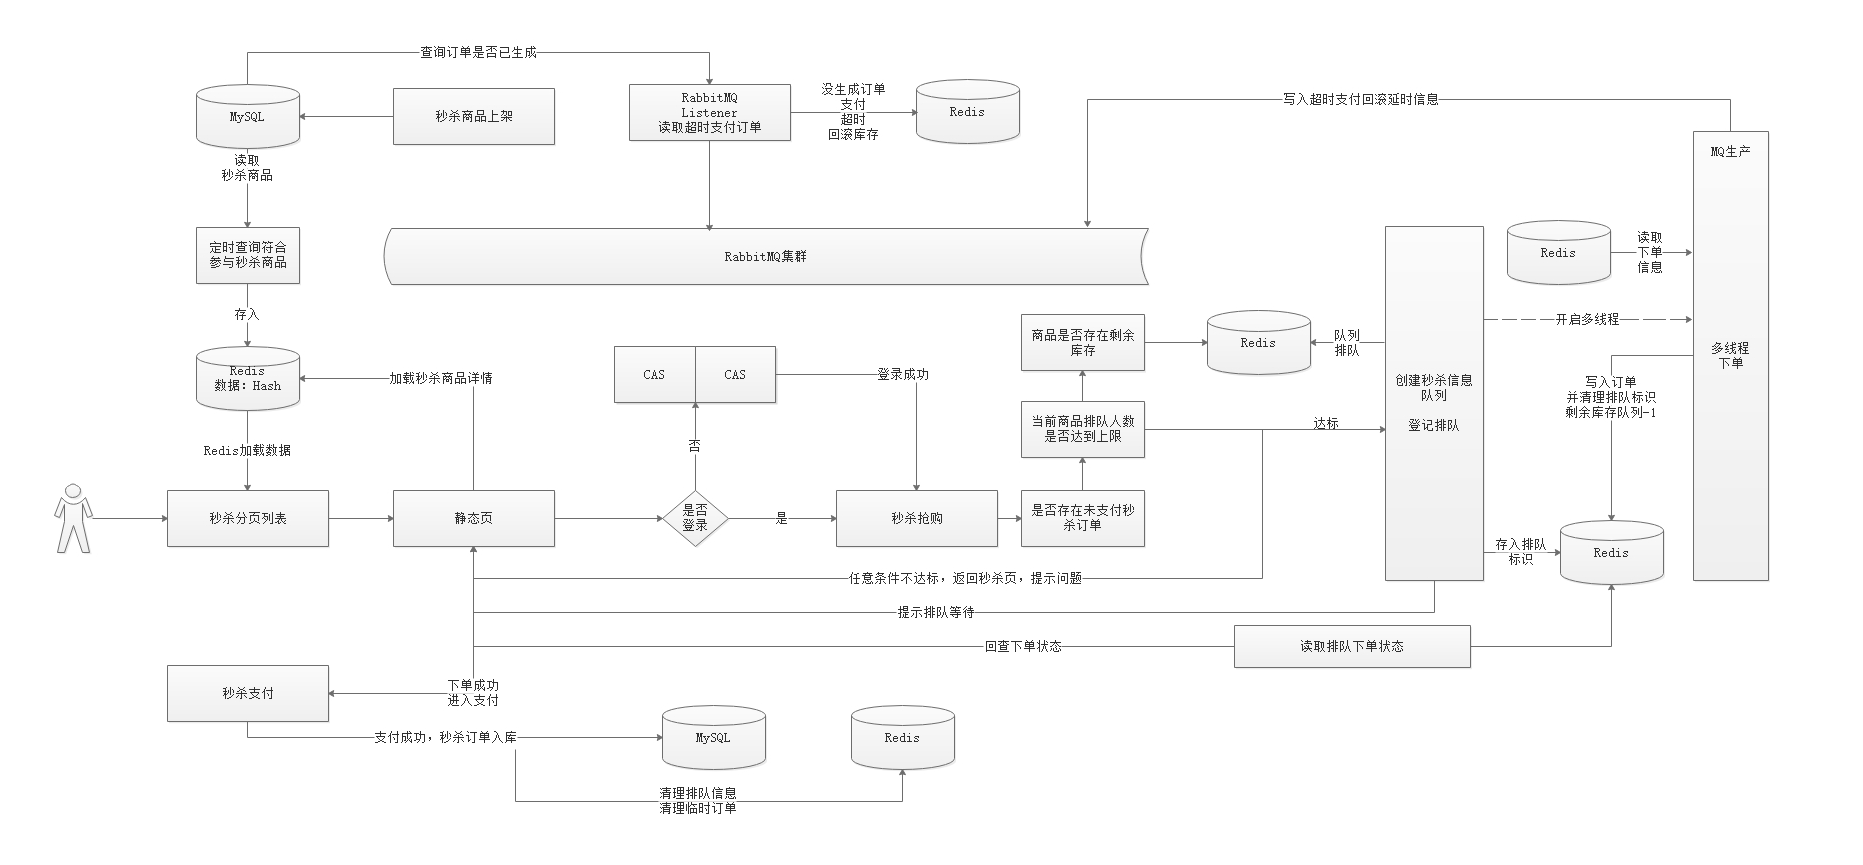 查询订单是否已生成
MySQL
秒杀商品上架
RabbitMQ
Listener
读取超时支付订单
没生成订单
支付
超时
回滚库存
Redis
写入超时支付回滚延时信息
MQ生产
读取
秒杀商品
定时查询符合
参与秒杀商品
RabbitMQ集群
Redis
读取
下单
信息
存入
商品是否存在剩余
库存
Redis
队列
排队
开启多线程
多线程
下单
Redis
数据：Hash
加载秒杀商品详情
CAS
CAS
登录成功
创建秒杀信息
队列
登记排队
写入订单
并清理排队标识
剩余库存队列-1
当前商品排队人数
是否达到上限
达标
否
Redis加载数据
秒杀分页列表
静态页
是否
登录
是
秒杀抢购
是否存在未支付秒
杀订单
存入排队
标识
Redis
任意条件不达标，返回秒杀页，提示问题
提示排队等待
回查下单状态
读取排队下单状态
秒杀支付
下单成功
进入支付
支付成功，秒杀订单入库
MySQL
Redis
清理排队信息
清理临时订单